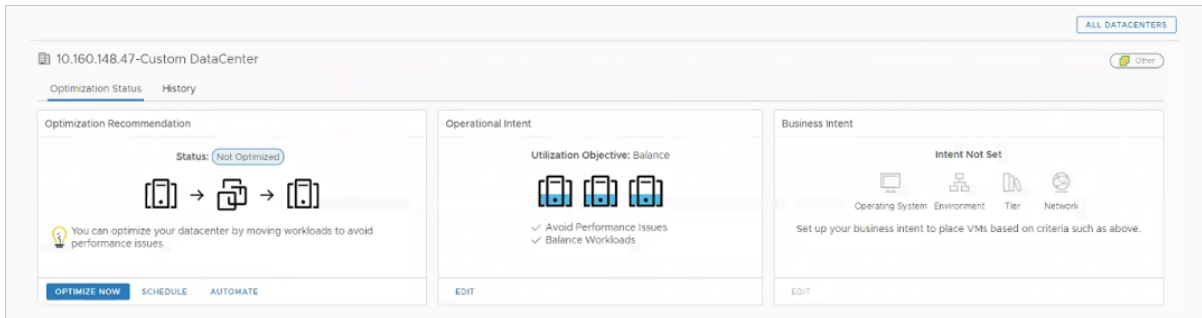 ALL DATACENTERS
10.160.148.47-Custom DataCenter
Other
Optimization Status History
Optimization Recommendation
Status: Not Optimized
You can optimize your datacenter by moving workloads to avoid
performance issues.
OPTIMIZE NOW SCHEDULE AUTOMATE
Operational Intent
Utilization Objective: Balance
Avoid Performance Issues
Balance Workloads
EDIT
Business Intent
Intent Not Set
Operating System Environment Tier Network
Set up your business intent to place VMs based on criteria such as above.
EDIT